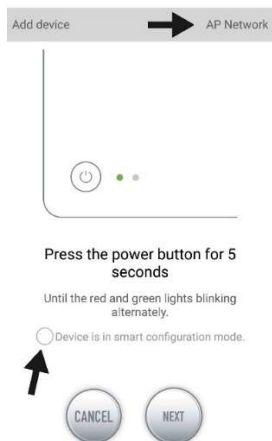 Add device AP Network
Press the power button for 5
seconds
Until the red and green lights blinking
alternately.
Device is in smart configuration mode.
CANCEL NEXT